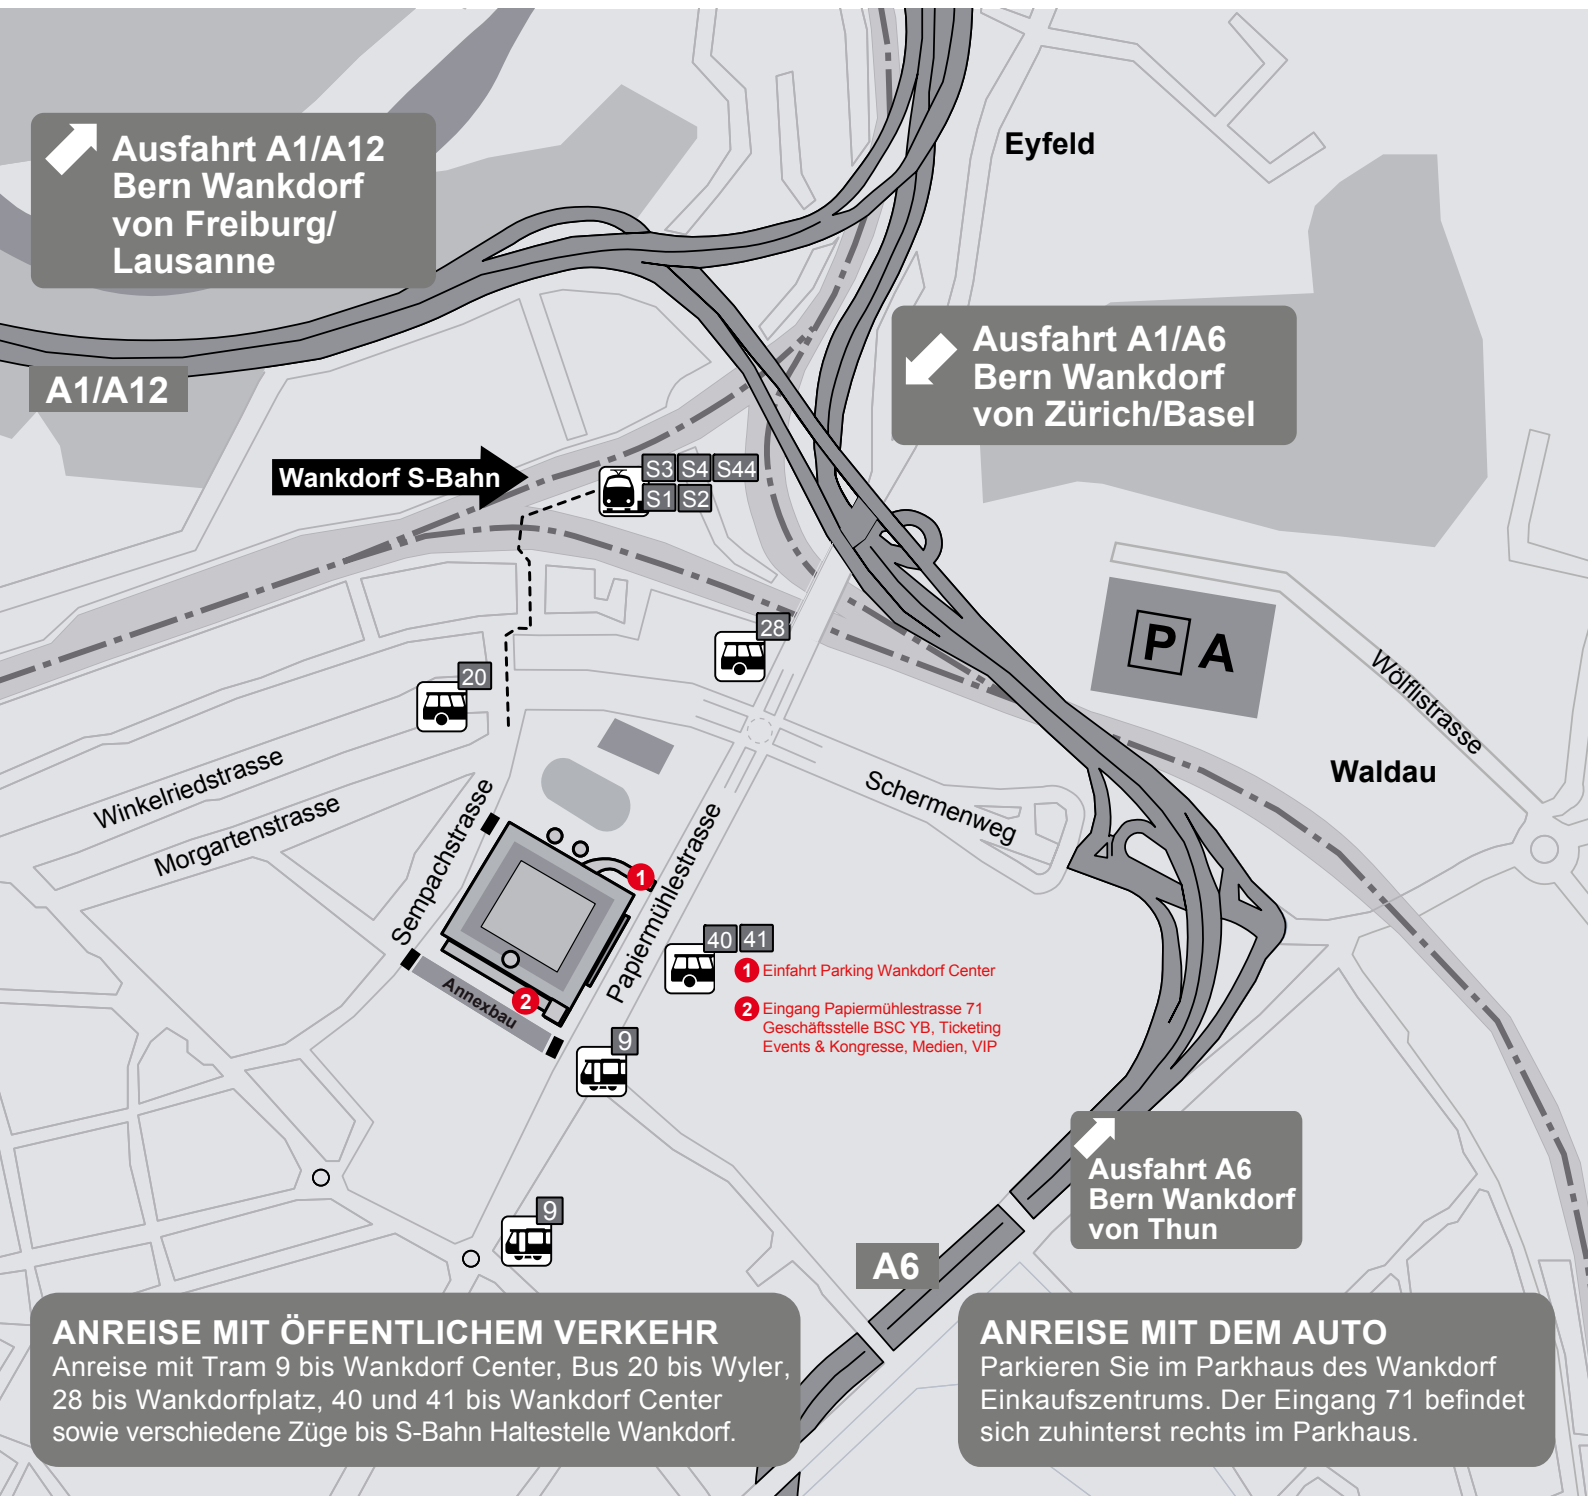 Ausfahrt A1/A12
Bern Wankdorf
von Freiburg/
Lausanne
Eyfeld
Ausfahrt A1/A6
Bern Wankdorf
von Zürich/Basel
A1/A12
Wankdorf S-Bahn
S3 S4 S44
S1 S2
28
P A
20
Wölflistrasse
Waldau
Winkelriedstrasse
Morgartenstrasse
Sempachstrasse
Papiermühlestrasse
Schermenweg
1
40 41
1 Einfahrt Parking Wankdorf Center
2
Annexbau
2 Eingang Papiermühlestrasse 71
Geschäftsstelle BSC YB, Ticketing
Events & Kongresse, Medien, VIP
9
Ausfahrt A6
Bern Wankdorf
von Thun
9
A6
ANREISE MIT ÖFFENTLICHEM VERKEHR
Anreise mit Tram 9 bis Wankdorf Center, Bus 20 bis Wyler,
28 bis Wankdorfplatz, 40 und 41 bis Wankdorf Center
sowie verschiedene Züge bis S-Bahn Haltestelle Wankdorf.
ANREISE MIT DEM AUTO
Parkieren Sie im Parkhaus des Wankdorf
Einkaufszentrums. Der Eingang 71 befindet
sich zuhinterst rechts im Parkhaus.